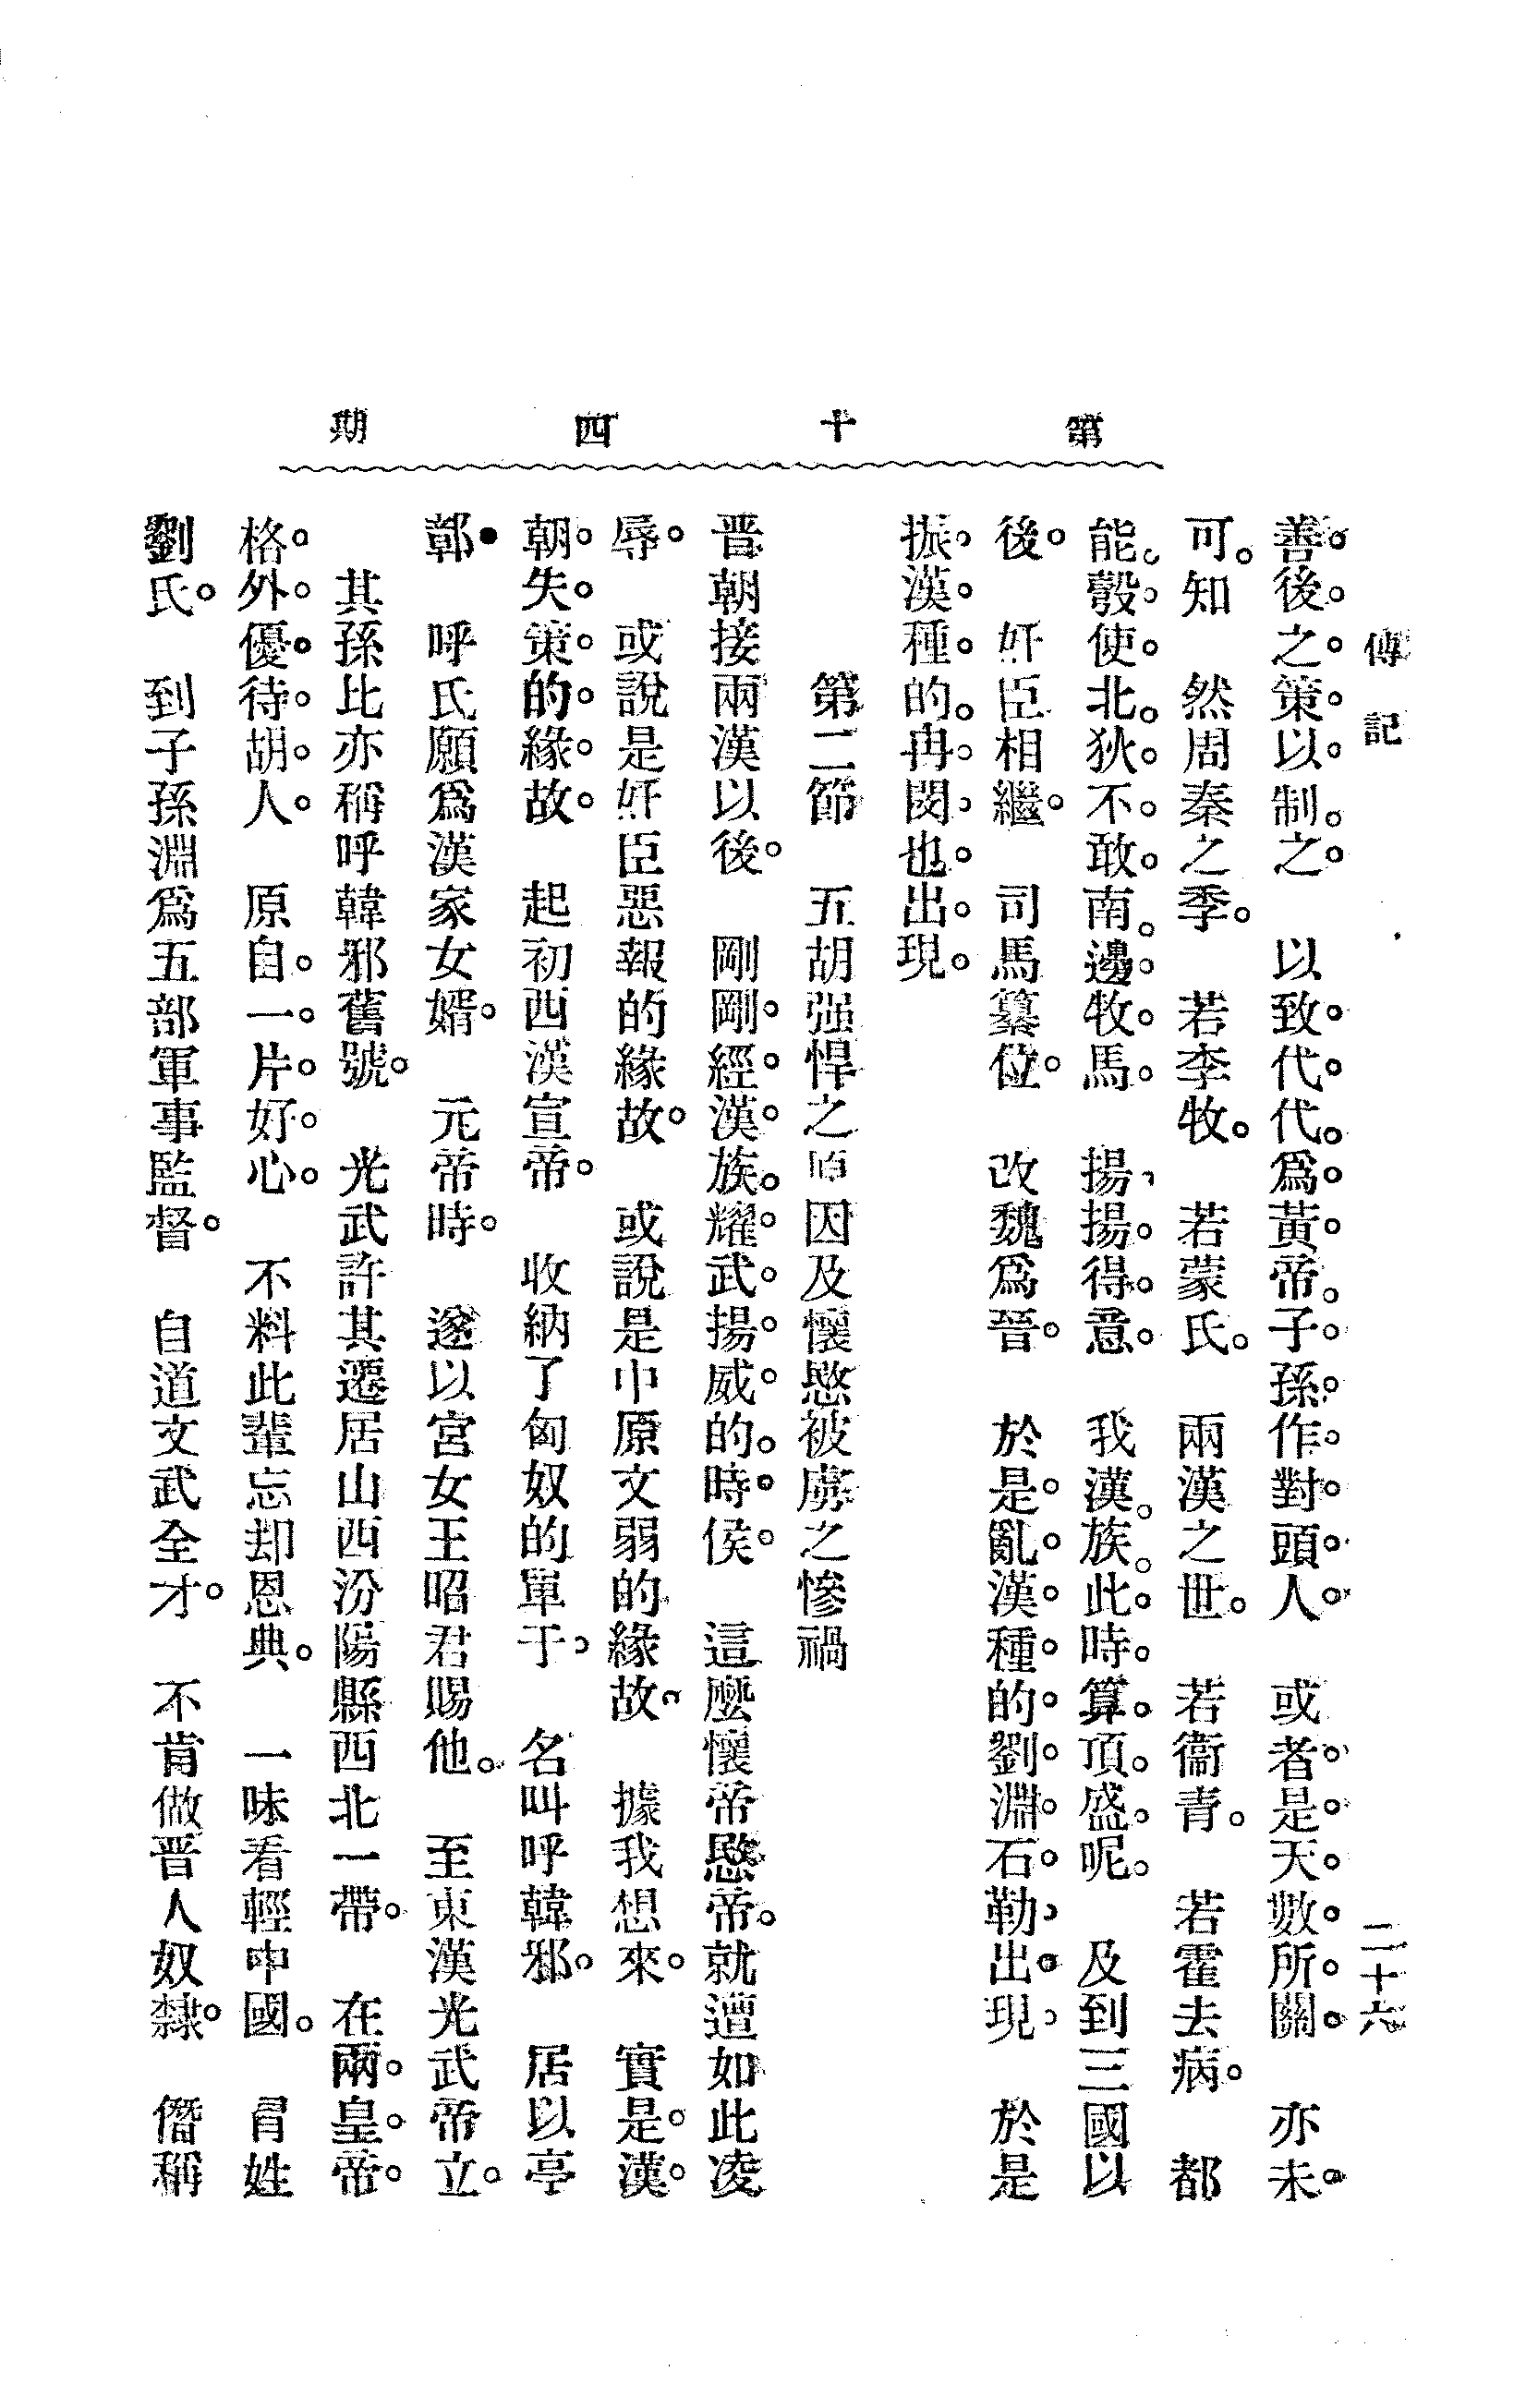 第十四期
傳記　二十六
善後之策以制之　以致代代爲黃帝子孫作對頭人　或者是天數所關　亦未
可知　然周秦之季　若李牧　若蒙氏　兩漢之世　若衞青　若霍去病　都
能彀使北狄不敢南邊牧馬　揚揚得意　我漢族此時算頂盛呢　及到三國以
後　奸臣相繼　司馬篡位　改魏爲晉　於是亂漢種的劉淵石勒出現　於是
振漢種的冉閔也出現
第二節　五胡强悍之原因及懷愍被虜之慘禍
晋朝接兩漢以後　剛剛經漢族耀武揚威的時侯　這麽懷帝愍帝就遭如此凌
辱　或說是奸臣惡報的緣故　或說是中原文弱的緣故　據我想來　實是漢
朝失策的緣故　起初西漢宣帝　收納了匈奴的單于　名叫呼韓邪　居以亭
鄣　呼氏願爲漢家女婿　元帝時　遂以宮女王昭君賜他　至東漢光武帝立
其孫比亦稱呼韓邪舊號　光武許其遷居山西汾陽縣西北一帶　在兩皇帝
格外優待胡人　原自一片好心　不料此輩忘却恩典　一味看輕中國　冐姓
劉氏　到子孫淵爲五部軍事監督　自道文武全才　不肯做晋人奴隸　僭稱